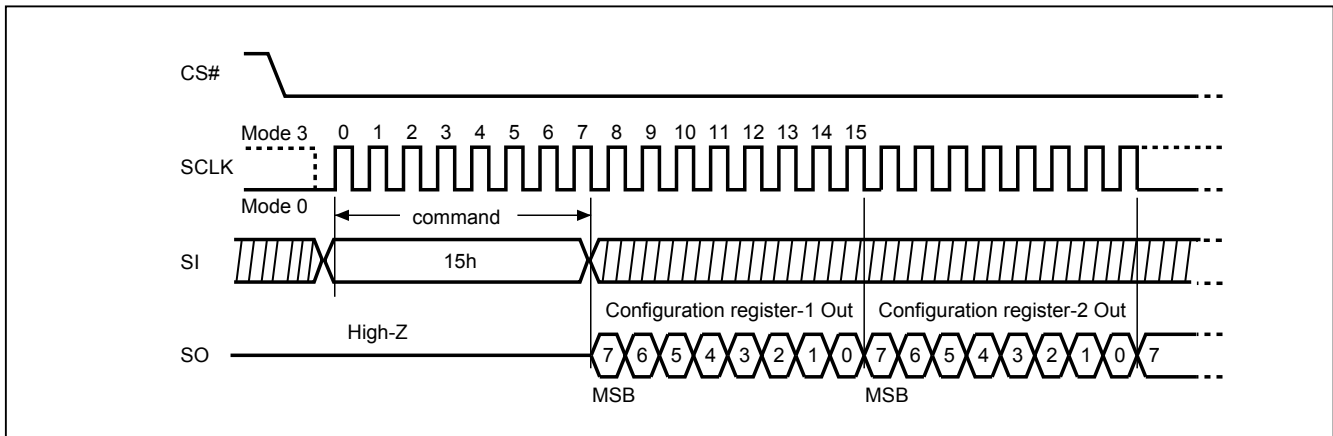 CS#
Mode 3
0 1 2 3 4 5 6 7 8 9 10 11 12 13 14 15
SCLK
Mode 0
command
SI
15h
Configuration register-1 Out Configuration register-2 Out
High-Z
SO
7 6 5 4 3 2 1 0 7 6 5 4 3 2 1 0 7
MSB MSB